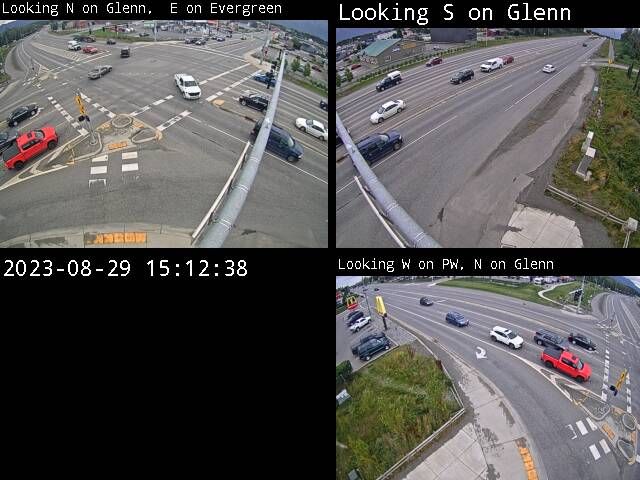 Looking N on Glenn,  E on Evergreen
Looking S on Glenn
2023-08-29 15:12:38
Looking W on PW, N on Glenn